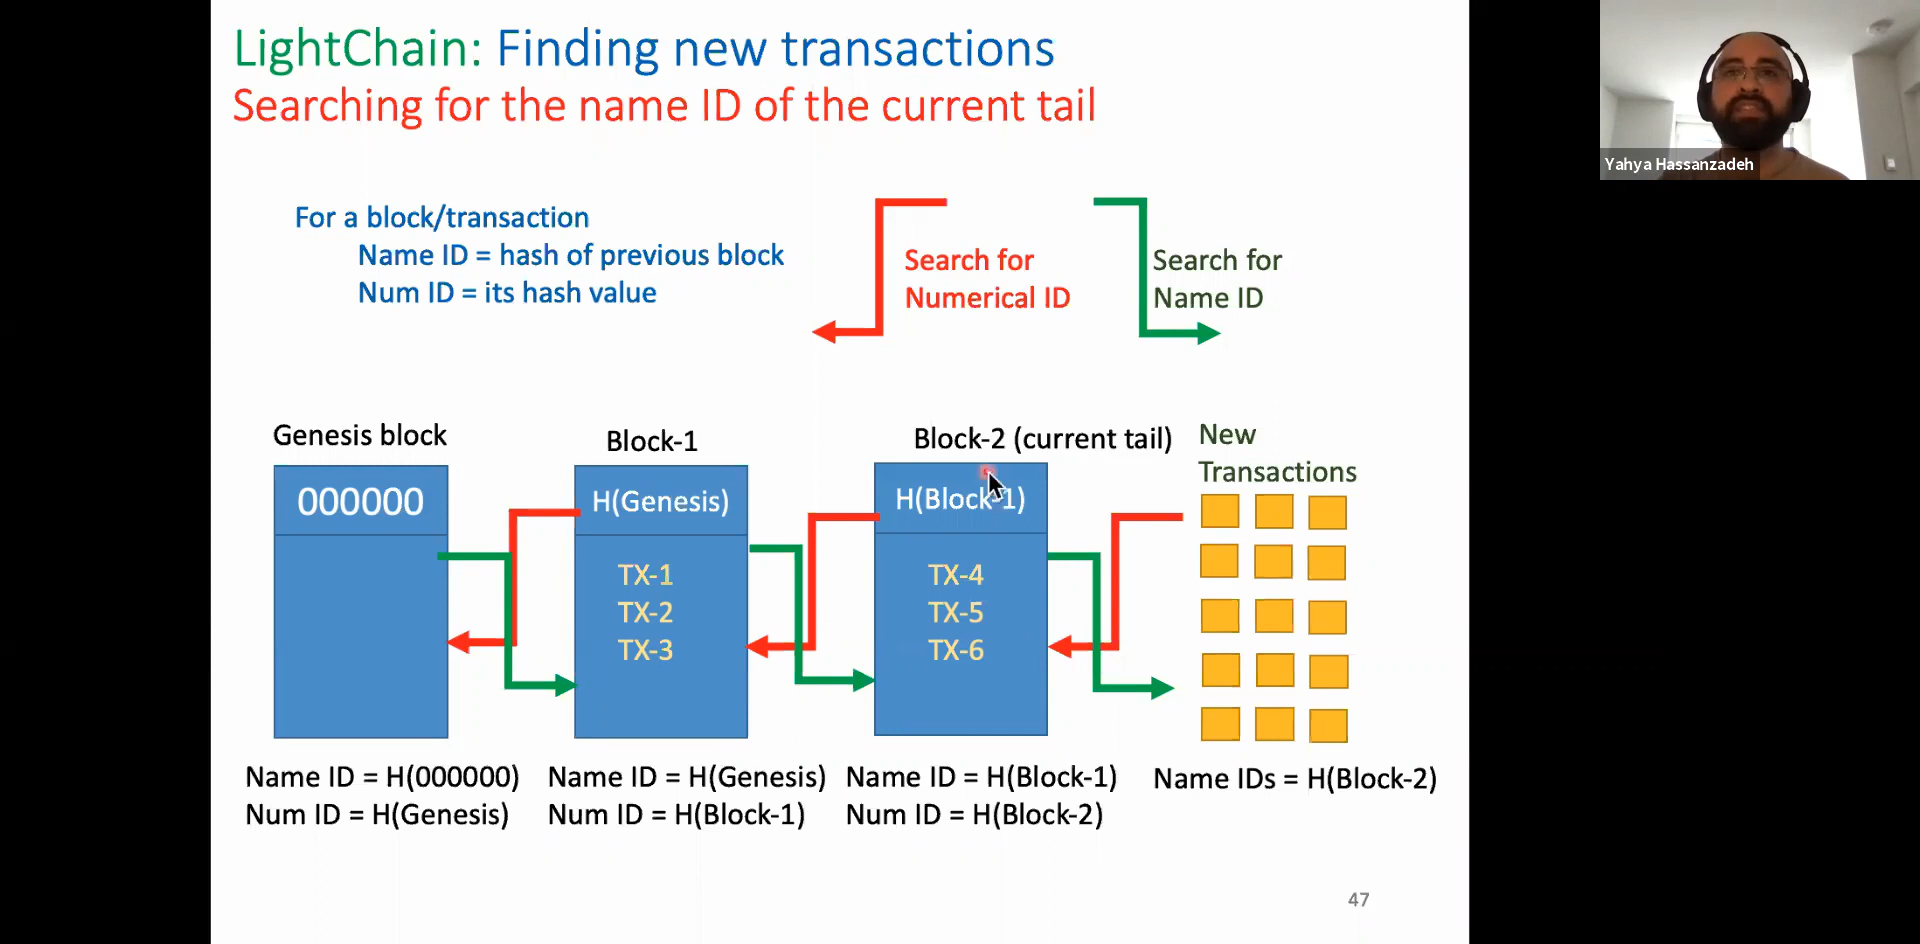 LightChain: Finding new transactions
Searching for the name ID of the current tail
Yahya Hassanzadeh
For a block/transaction
Name ID = hash of previous block
Num ID = its hash value
Search for
Numerical ID
Search for
Name ID
Genesis block
Block-1
Block-2 (current tail)
New
Transactions
000000
H(Genesis)
H(Block-1)
TX-1
TX-2
TX-3
TX-4
TX-5
TX-6
Name ID = H(000000)
Num ID = H(Genesis)
Name ID = H(Genesis)
Num ID = H(Block-1)
Name ID = H(Block-1)
Num ID = H(Block-2)
Name IDs = H(Block-2)
47